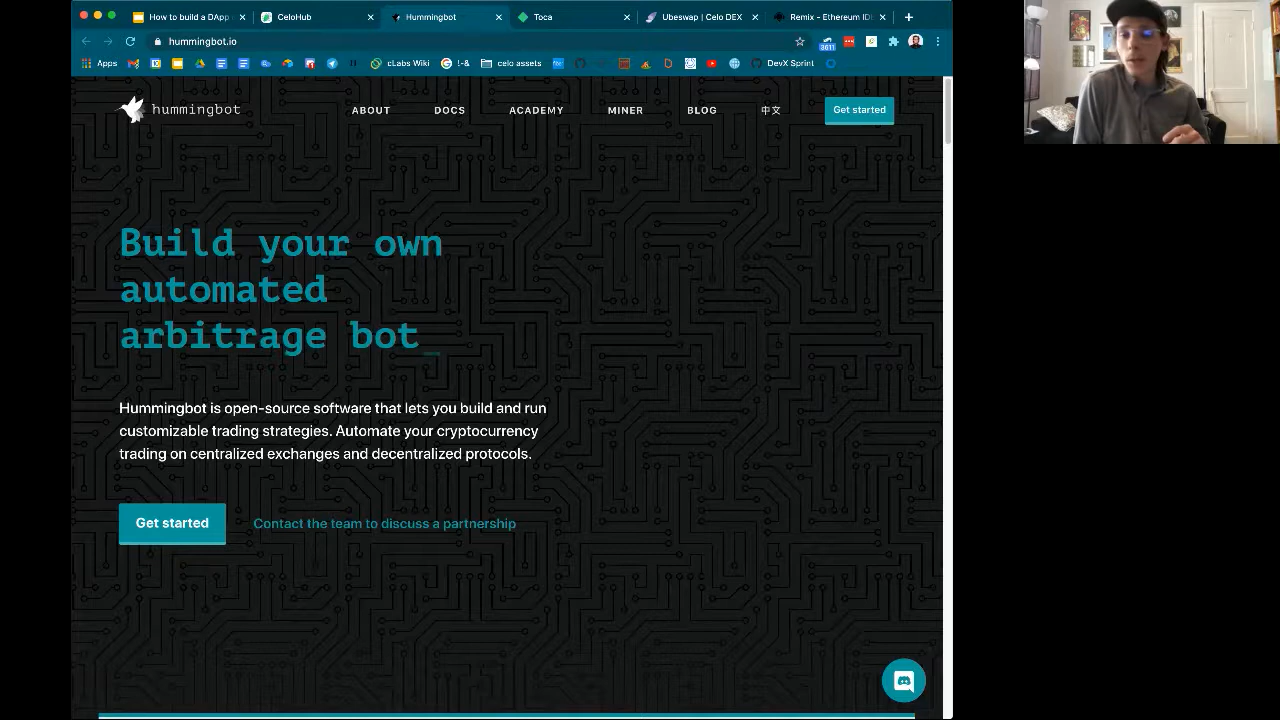 How to build a DApp
CeloHub
Hummingbot
Toca
Ubeswap | Celo DEX
Remix - Ethereum ID
hummingbot.io
3611
Apps
cLabs Wiki
!-&
celo assets
DevX Sprint
hummingbot
ABOUT
DOCS
ACADEMY
MINER
BLOG
中文
Get started
Build your own
automated
arbitrage bot_
Hummingbot is open-source software that lets you build and run
customizable trading strategies. Automate your cryptocurrency
trading on centralized exchanges and decentralized protocols.
Get started
Contact the team to discuss a partnership